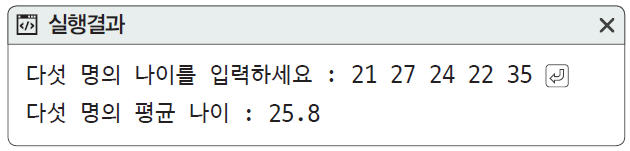 실행결과
다섯 명의 나이를 입력하세요 : 21 27 24 22 35
다섯 명의 평균 나이 : 25.8